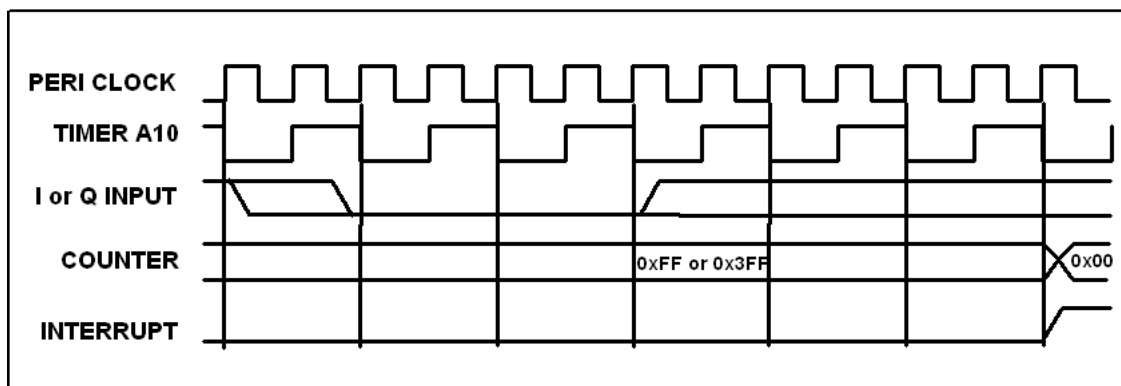 PERI CLOCK
TIMER A10
I or Q INPUT
COUNTER
0xFF or 0x3FF
0x00
INTERRUPT